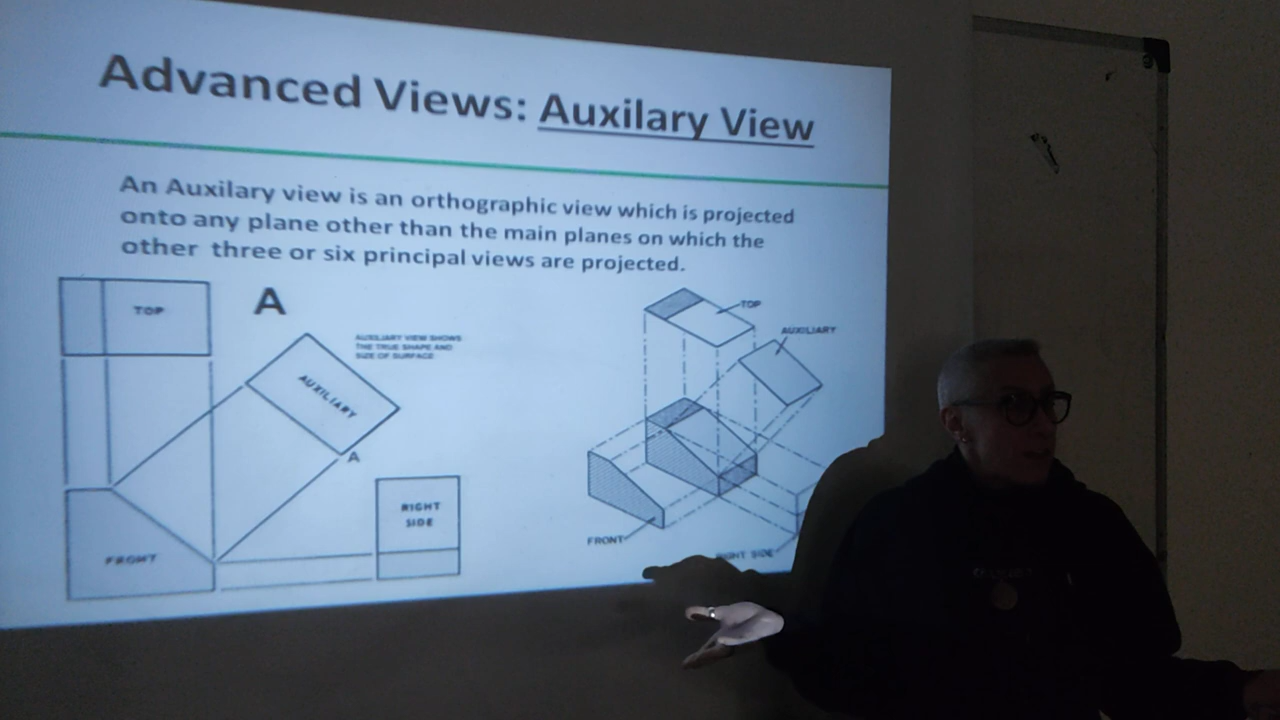 Advanced Views: Auxilary View
An Auxilary view is an orthographic view which is projected
onto any plane other than the main planes on which the
other three or six principal views are projected.
A
TOP
AUXILIARY VIEW SHOWS
THE TRUE SHAPE AND
SIZE OF SURFACE
AUXILIARY
A
FRONT
RIGHT
SIDE
TOP
AUXILIARY
FRONT
RIGHT SIDE